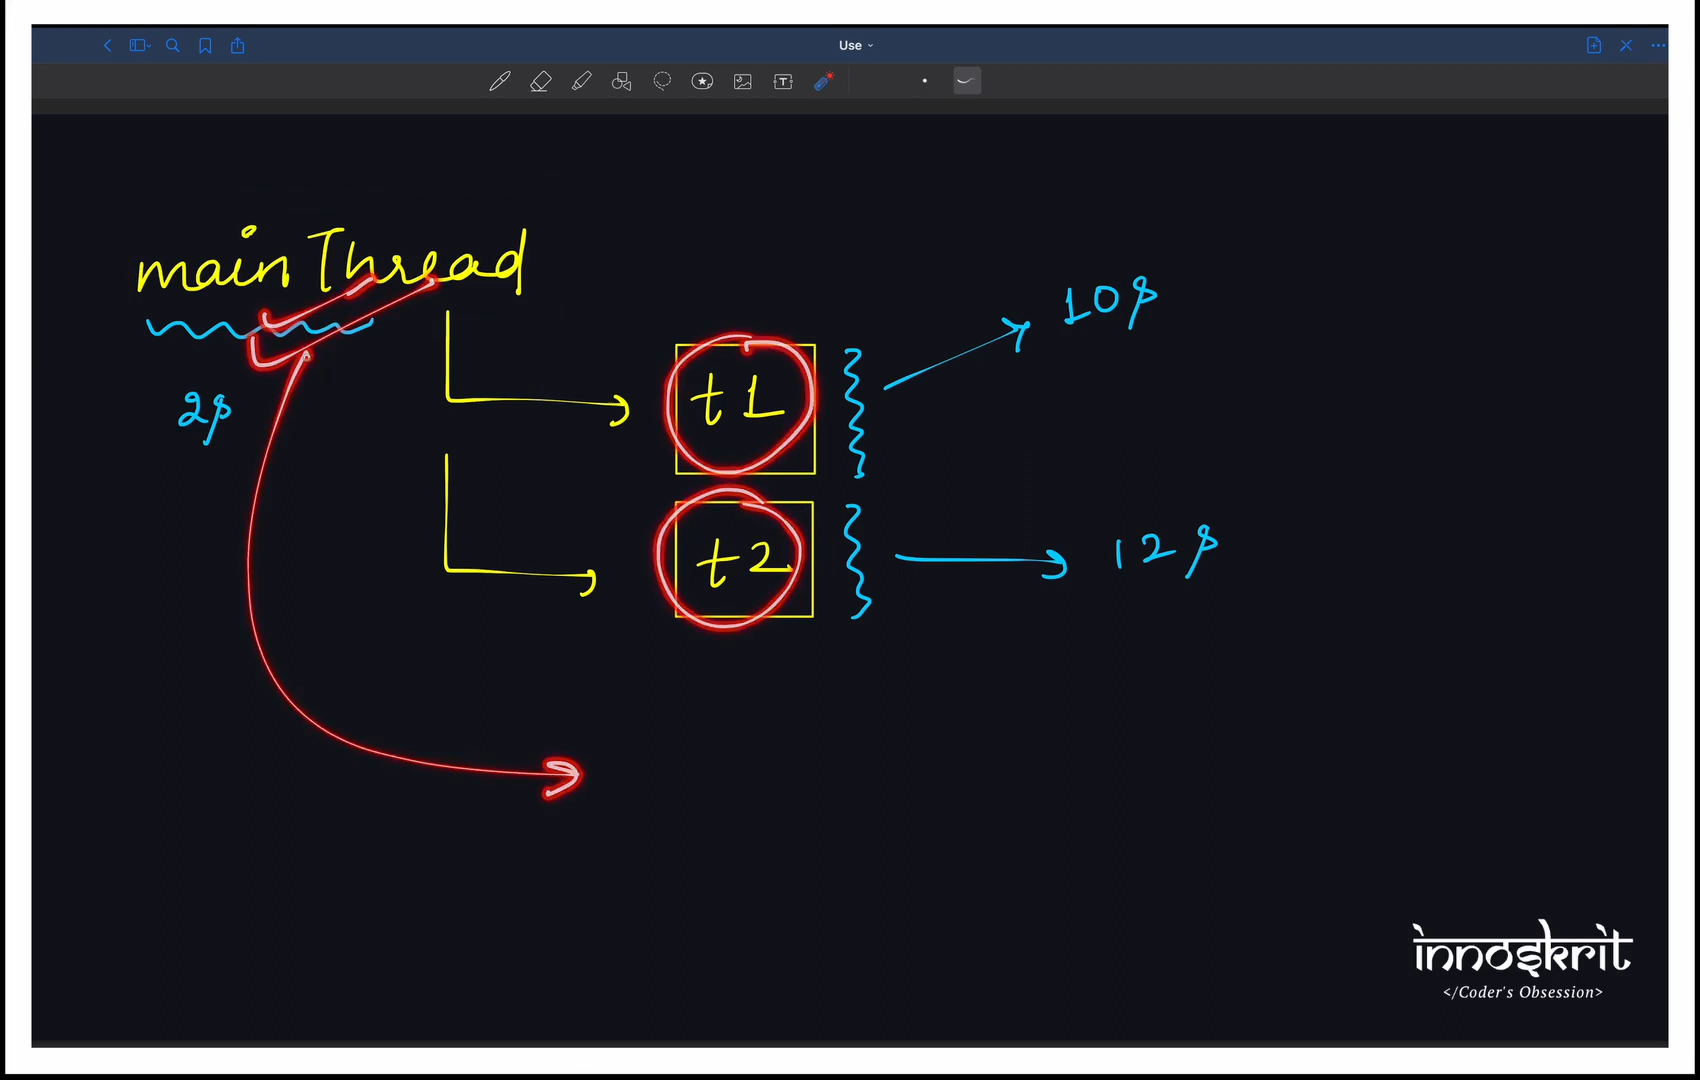 Use
main Thread
10s
t1
2s
t2
12s
innoskrit
</Coder's Obsession>